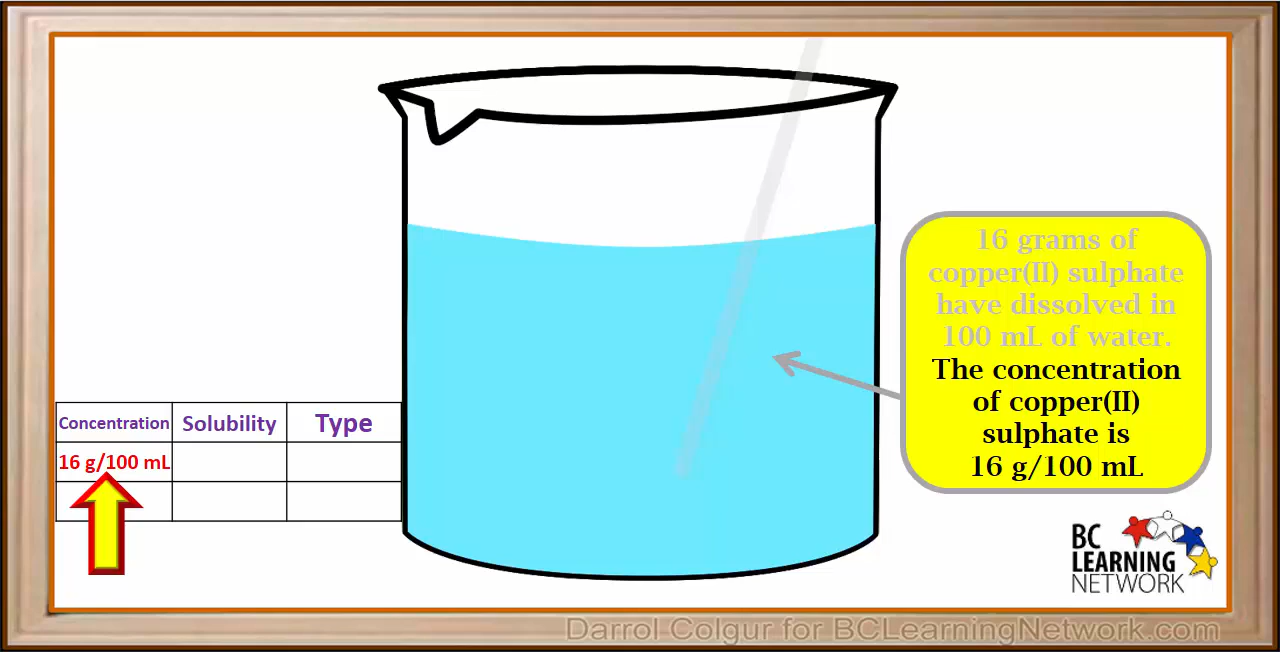 16 grams of
copper(II) sulphate
have dissolved in
100 mL of water.
The concentration
of copper(II)
sulphate is
16 g/100 mL
Concentration Solubility Type
16 g/100 mL
BC
LEARNING
NETWORK
Darrol Colgur for BCLearningNetwork.com